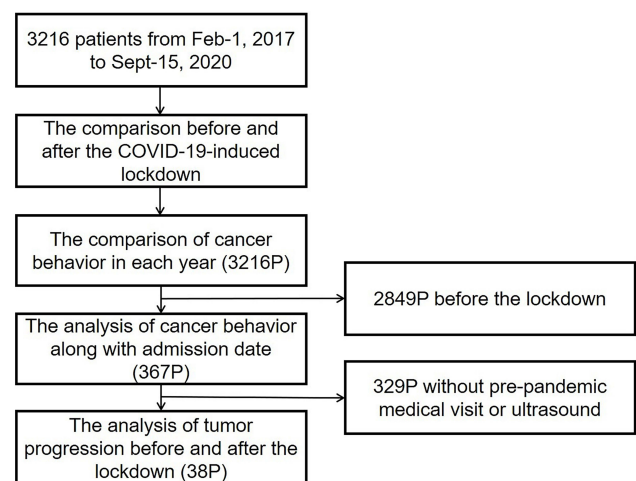 3216 patients from Feb-1, 2017
to Sept-15, 2020
The comparison before and
after the COVID-19-induced
lockdown
The comparison of cancer
behavior in each year (3216P)
2849P before the lockdown
The analysis of cancer behavior
along with admission date
(367P)
329P without pre-pandemic
medical visit or ultrasound
The analysis of tumor
progression before and after the
lockdown (38P)